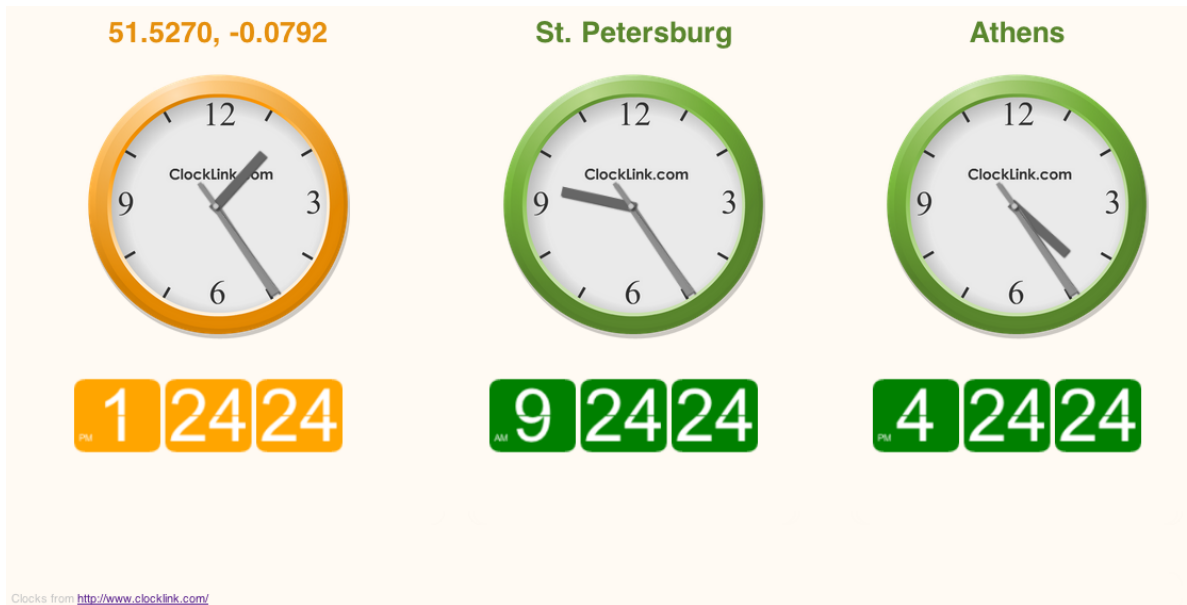 51.5270, -0.0792
St. Petersburg
Athens
12
ClockLink om
9
3
6
12
ClockLink.com
9
3
6
12
ClockLink.com
9
3
6
PM 1 24 24
AM 9 24 24
PM 4 24 24
Clocks from http://www.clocklink.com/